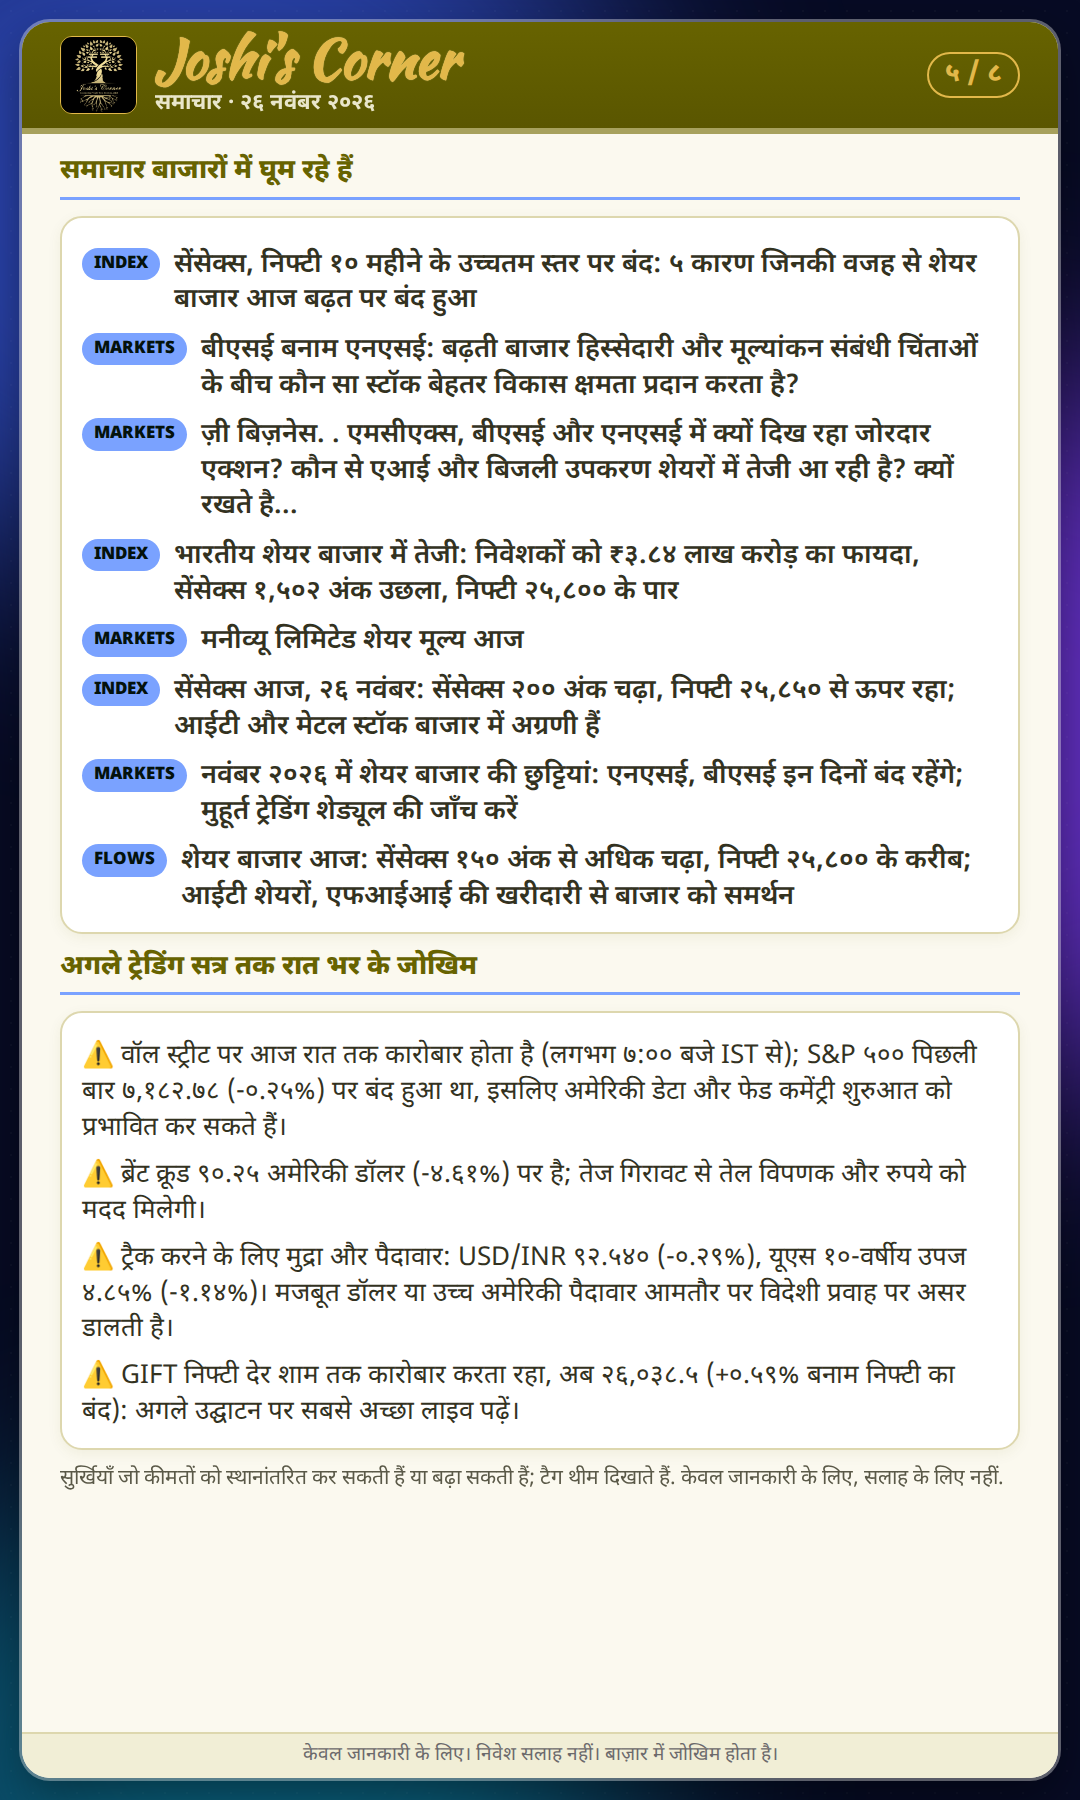 Joshi's Corner
समाचार · २६ नवंबर २०२६
५ / ८
Joshi's Corner
समाचार बाजारों में घूम रहे हैं
INDEX सेंसेक्स, निफ्टी १० महीने के उच्चतम स्तर पर बंद: ५ कारण जिनकी वजह से शेयर
बाजार आज बढ़त पर बंद हुआ
MARKETS बीएसई बनाम एनएसई: बढ़ती बाजार हिस्सेदारी और मूल्यांकन संबंधी चिंताओं
के बीच कौन सा स्टॉक बेहतर विकास क्षमता प्रदान करता है?
MARKETS ज़ी बिज़नेस. . एमसीएक्स, बीएसई और एनएसई में क्यों दिख रहा जोरदार
एक्शन? कौन से एआई और बिजली उपकरण शेयरों में तेजी आ रही है? क्यों
रखते है...
INDEX भारतीय शेयर बाजार में तेजी: निवेशकों को ₹३.८४ लाख करोड़ का फायदा,
सेंसेक्स १,५०२ अंक उछला, निफ्टी २५,८०० के पार
MARKETS मनीव्यू लिमिटेड शेयर मूल्य आज
INDEX सेंसेक्स आज, २६ नवंबर: सेंसेक्स २०० अंक चढ़ा, निफ्टी २५,८५० से ऊपर रहा;
आईटी और मेटल स्टॉक बाजार में अग्रणी हैं
MARKETS नवंबर २०२६ में शेयर बाजार की छुट्टियां: एनएसई, बीएसई इन दिनों बंद रहेंगे;
मुहूर्त ट्रेडिंग शेड्यूल की जाँच करें
FLOWS शेयर बाजार आज: सेंसेक्स १५० अंक से अधिक चढ़ा, निफ्टी २५,८०० के करीब;
आईटी शेयरों, एफआईआई की खरीदारी से बाजार को समर्थन
अगले ट्रेडिंग सत्र तक रात भर के जोखिम
⚠️ वॉल स्ट्रीट पर आज रात तक कारोबार होता है (लगभग ७:०० बजे IST से); S&P ५०० पिछली
बार ७,१८२.७८ (-०.२५%) पर बंद हुआ था, इसलिए अमेरिकी डेटा और फेड कमेंट्री शुरुआत को
प्रभावित कर सकते हैं।
⚠️ ब्रेंट क्रूड ९०.२५ अमेरिकी डॉलर (-४.६१%) पर है; तेज गिरावट से तेल विपणक और रुपये को
मदद मिलेगी।
⚠️ ट्रैक करने के लिए मुद्रा और पैदावार: USD/INR ९२.५४० (-०.२९%), यूएस १०-वर्षीय उपज
४.८५% (-१.१४%)। मजबूत डॉलर या उच्च अमेरिकी पैदावार आमतौर पर विदेशी प्रवाह पर असर
डालती है।
⚠️ GIFT निफ्टी देर शाम तक कारोबार करता रहा, अब २६,०३८.५ (+०.५९% बनाम निफ्टी का
बंद): अगले उद्घाटन पर सबसे अच्छा लाइव पढ़ें।
सुर्खियाँ जो कीमतों को स्थानांतरित कर सकती हैं या बढ़ा सकती हैं; टैग थीम दिखाते हैं. केवल जानकारी के लिए, सलाह के लिए नहीं.
केवल जानकारी के लिए। निवेश सलाह नहीं। बाज़ार में जोखिम होता है।